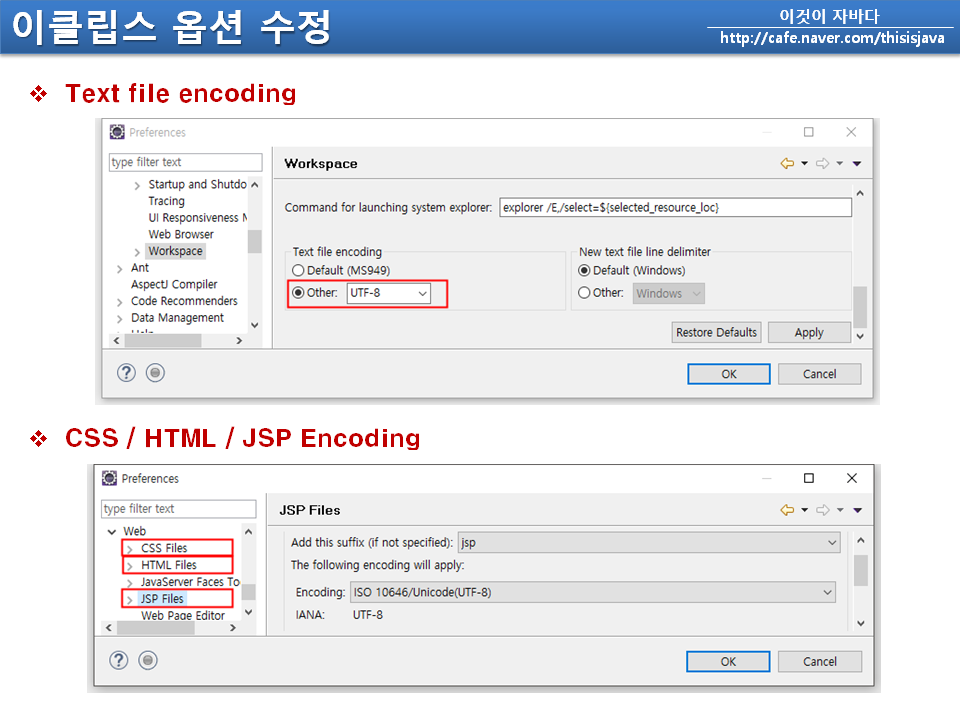 이클립스 옵션 수정
이것이 자바다
http://cafe.naver.com/thisisjava
Text file encoding
Preferences
type filter text
Startup and Shutdo
Tracing
UI Responsiveness M
Web Browser
Workspace
Ant
AspectJ Compiler
Code Recommenders
Data Management
Help
Workspace
Command for launching system explorer: explorer /E,/select=${selected_resource_loc}
Text file encoding
Default (MS949)
Other: UTF-8
New text file line delimiter
Default (Windows)
Other: Windows
Restore Defaults Apply
OK Cancel
CSS / HTML / JSP Encoding
Preferences
type filter text
Web
CSS Files
HTML Files
JavaServer Faces To
JSP Files
Web Page Editor
JSP Files
Add this suffix (if not specified): jsp
The following encoding will apply:
Encoding: ISO 10646/Unicode(UTF-8)
IANA: UTF-8
OK Cancel